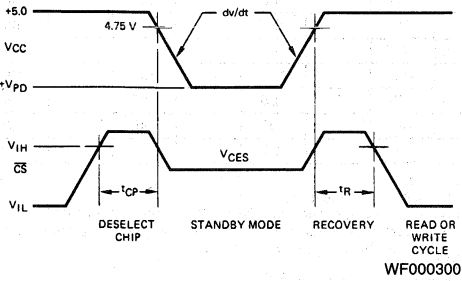 +5.0
4.75 V
dv/dt
VCC
+VPD
VIH
CS
VCES
tCP
tR
VIL
DESELECT
CHIP
STANDBY MODE
RECOVERY
READ OR
WRITE
CYCLE
WF000300